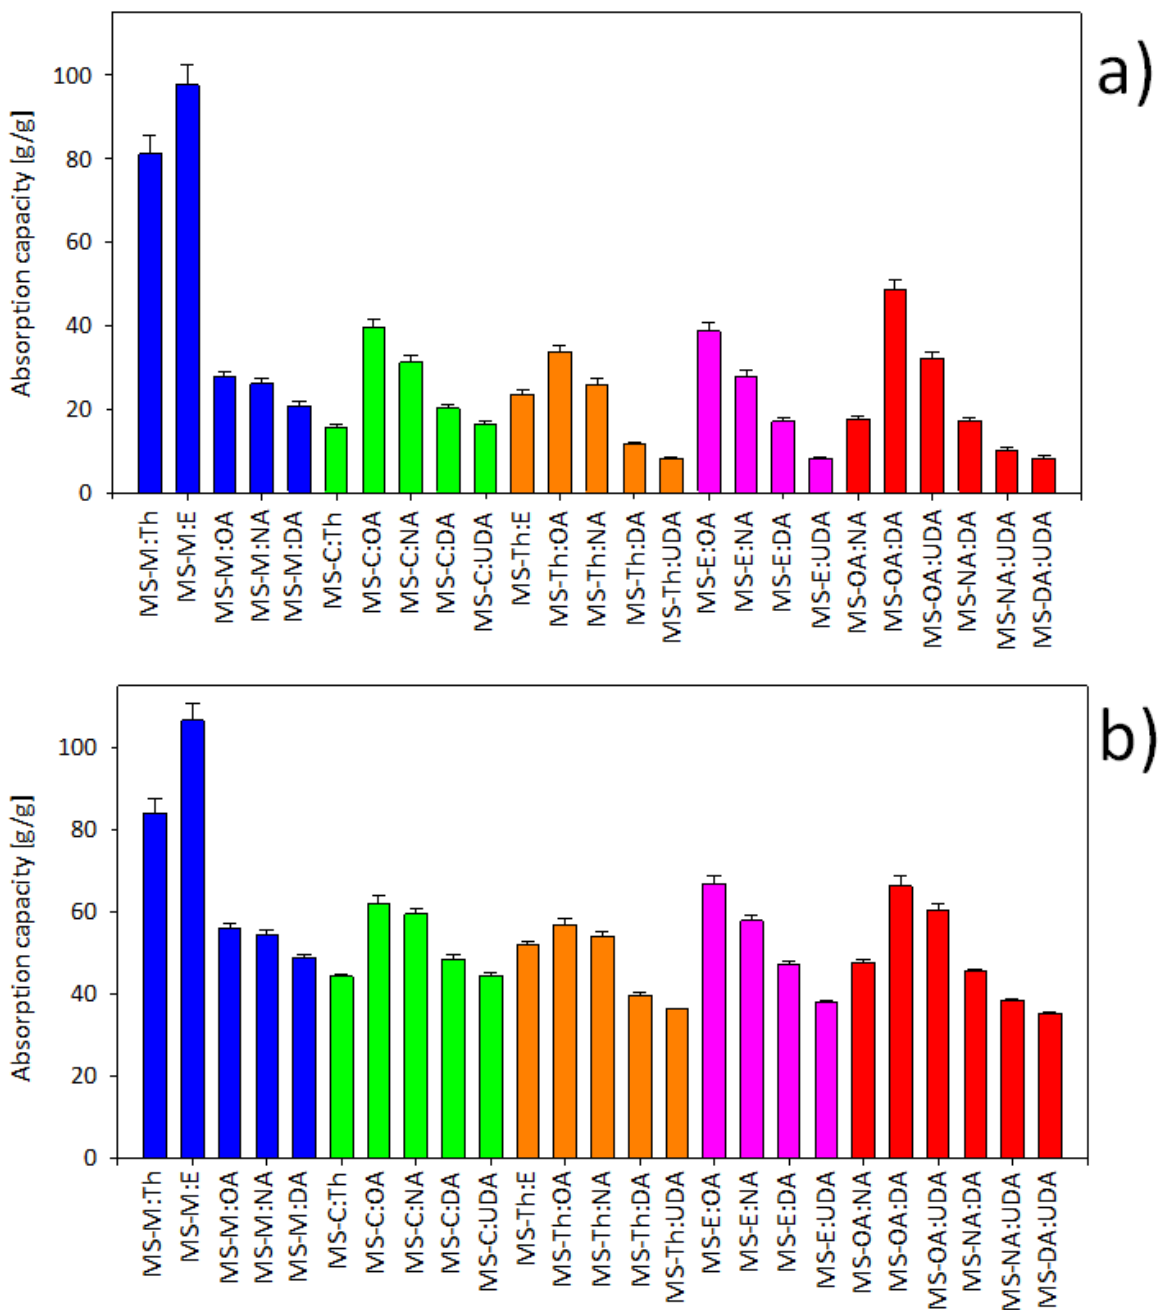 a)
Absorption capacity [g/g]
100
80
60
40
20
0
MS-M:Th
MS-M:E
MS-M:OA
MS-M:NA
MS-M:DA
MS-C:Th
MS-C:OA
MS-C:NA
MS-C:DA
MS-C:UDA
MS-Th:E
MS-Th:OA
MS-Th:NA
MS-Th:DA
MS-Th:UDA
MS-E:OA
MS-E:NA
MS-E:DA
MS-E:UDA
MS-OA:NA
MS-OA:DA
MS-OA:UDA
MS-NA:DA
MS-NA:UDA
MS-DA:UDA
b)
Absorption capacity [g/g]
100
80
60
40
20
0
MS-M:Th
MS-M:E
MS-M:OA
MS-M:NA
MS-M:DA
MS-C:Th
MS-C:OA
MS-C:NA
MS-C:DA
MS-C:UDA
MS-Th:E
MS-Th:OA
MS-Th:NA
MS-Th:DA
MS-Th:UDA
MS-E:OA
MS-E:NA
MS-E:DA
MS-E:UDA
MS-OA:NA
MS-OA:DA
MS-OA:UDA
MS-NA:DA
MS-NA:UDA
MS-DA:UDA